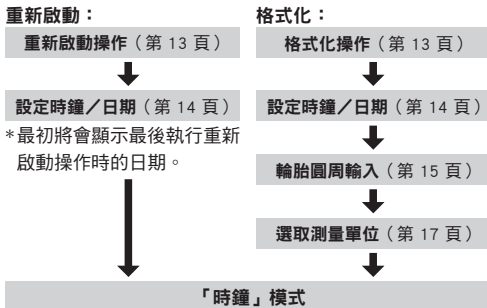 重新啟動：
重新啟動操作（第 13 頁）
設定時鐘／日期（第 14 頁）
*最初將會顯示最後執行重新
啟動操作時的日期。
格式化：
格式化操作（第 13 頁）
設定時鐘／日期（第 14 頁）
輪胎圓周輸入（第 15 頁）
選取測量單位（第 17 頁）
「時鐘」模式